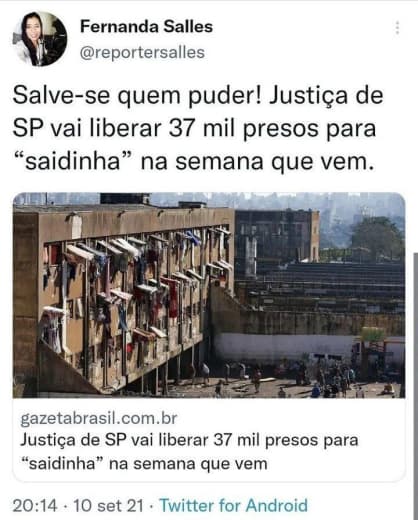 Fernanda Salles
@reportersalles
Salve-se quem puder! Justiça de
SP vai liberar 37 mil presos para
“saidinha” na semana que vem.
gazetabrasil.com.br
Justiça de SP vai liberar 37 mil presos para
“saidinha” na semana que vem
20:14 · 10 set 21 · Twitter for Android